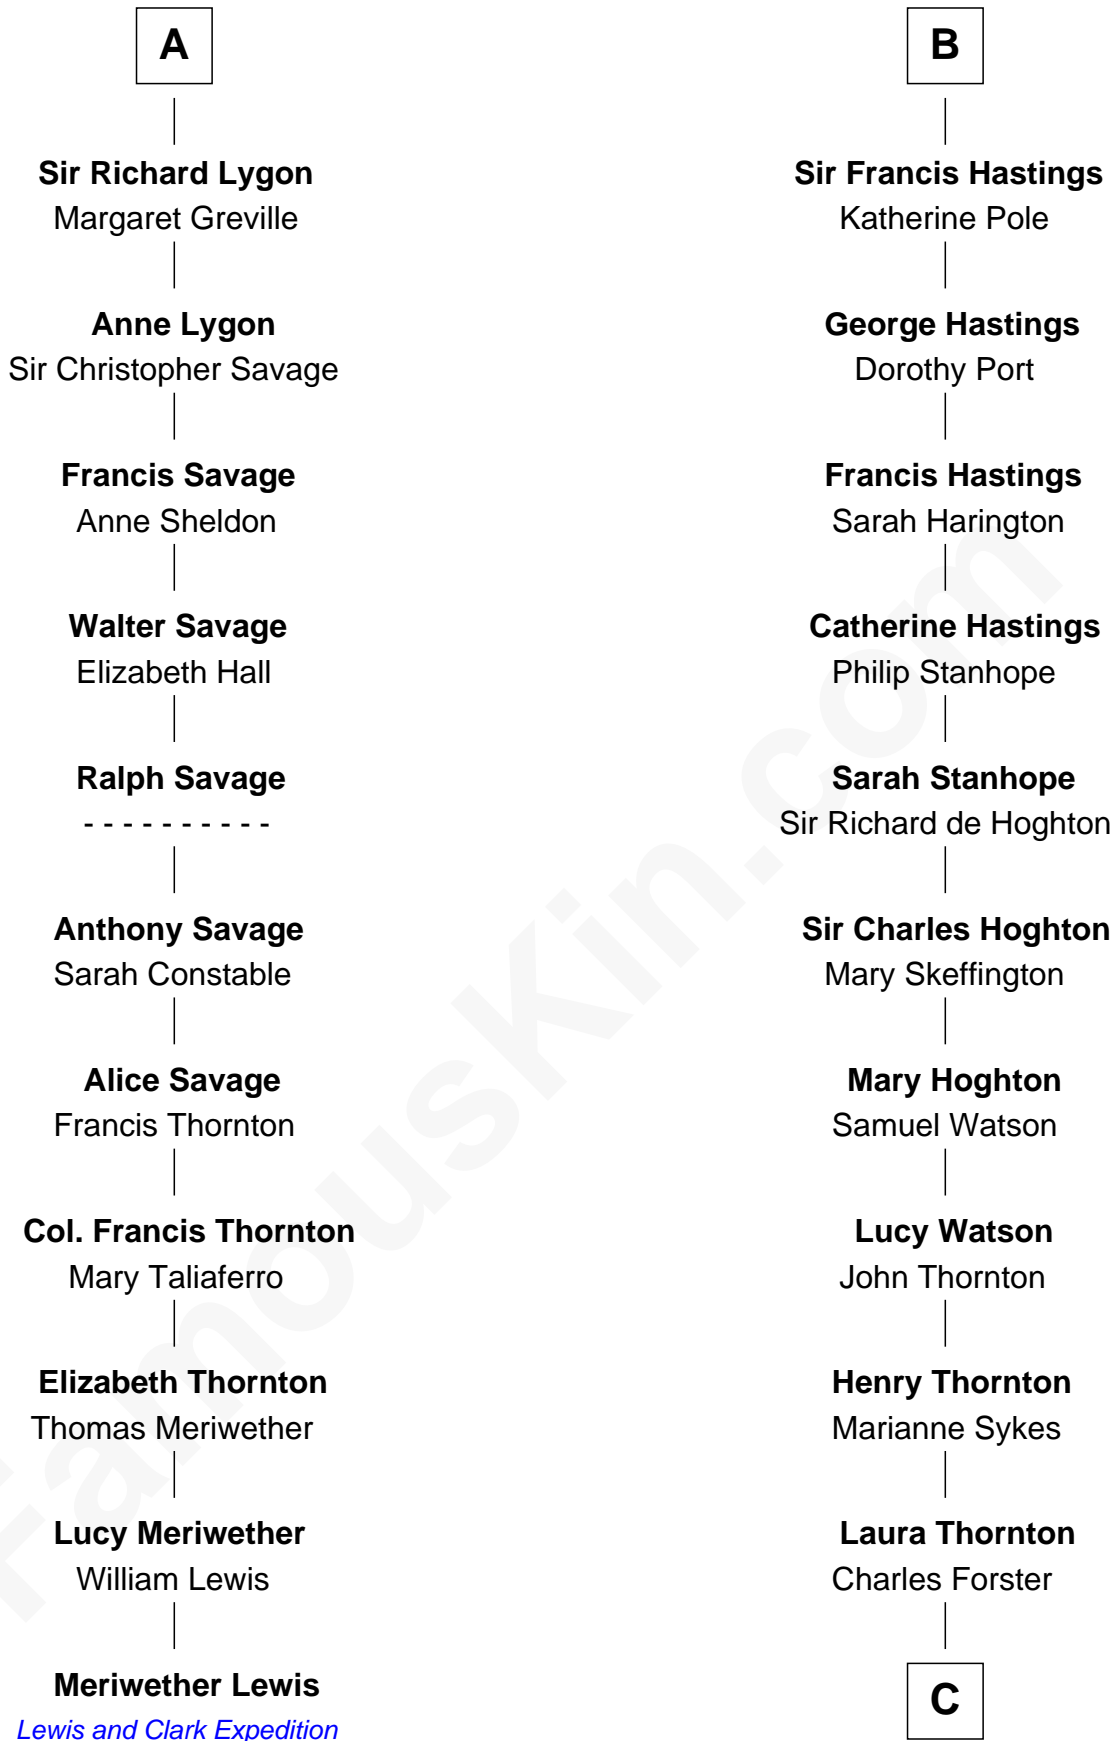 A
Sir Richard Lygon
Margaret Greville
Anne Lygon
Sir Christopher Savage
Francis Savage
Anne Sheldon
Walter Savage
Elizabeth Hall
Ralph Savage
- - - - - - - - - -
Anthony Savage
Sarah Constable
Alice Savage
Francis Thornton
Col. Francis Thornton
Mary Taliaferro
Elizabeth Thornton
Thomas Meriwether
Lucy Meriwether
William Lewis
Meriwether Lewis
Lewis and Clark Expedition
B
Sir Francis Hastings
Katherine Pole
George Hastings
Dorothy Port
Francis Hastings
Sarah Harington
Catherine Hastings
Philip Stanhope
Sarah Stanhope
Sir Richard de Hoghton
Sir Charles Hoghton
Mary Skeffington
Mary Hoghton
Samuel Watson
Lucy Watson
John Thornton
Henry Thornton
Marianne Sykes
Laura Thornton
Charles Forster
C
FamousKin.com